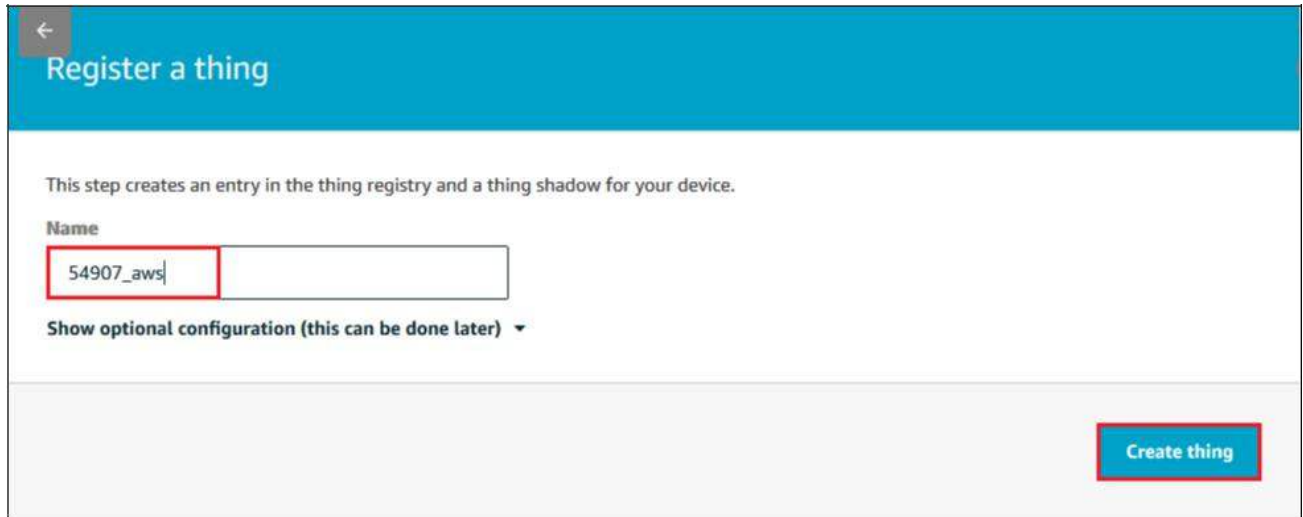 Register a thing
This step creates an entry in the thing registry and a thing shadow for your device.
Name
54907_aws
Show optional configuration (this can be done later)
Create thing